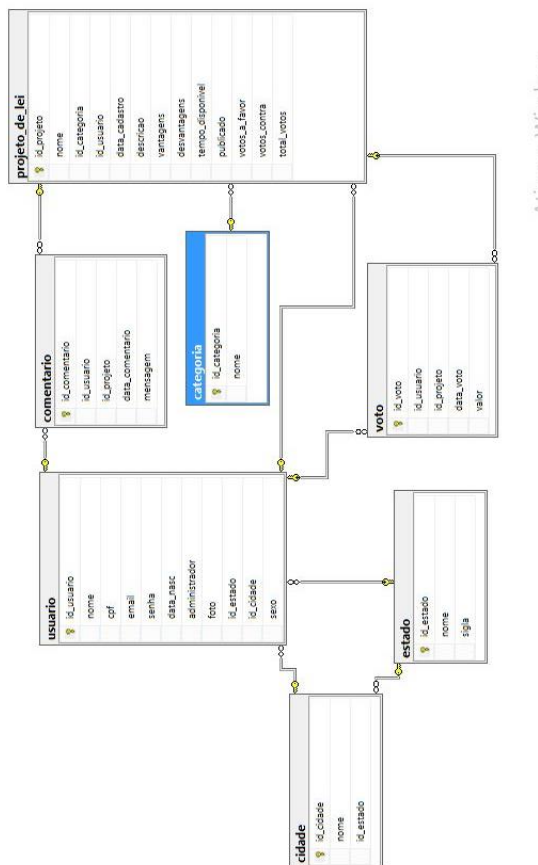 projeto_de_lei
id_projeto
nome
id_categoria
id_usuario
data_cadastro
descricao
vantagens
desvantagens
tempo_disponivel
publicado
votos_a_favor
votos_contra
total_votos
comentario
id_comentario
id_usuario
id_projeto
data_comentario
mensagem
categoria
id_categoria
nome
usuario
id_usuario
nome
cpf
email
senha
data_nasc
administrador
foto
id_estado
id_cidade
sexo
voto
id_voto
id_usuario
id_projeto
data_voto
valor
estado
id_estado
nome
sigla
cidade
id_cidade
nome
id_estado